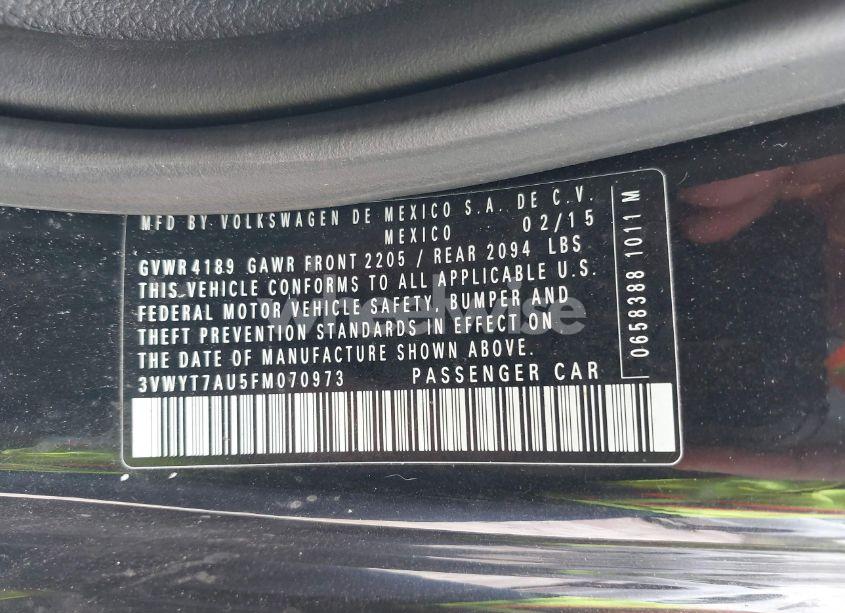 MFD BY. VOLKSWAGEN DE MEXICO S.A. DE C.V.
MEXICO 02/15
GVWR 4189 GAWR FRONT 2205 / REAR 2094 LBS
THIS VEHICLE CONFORMS TO ALL APPLICABLE U.S.
FEDERAL MOTOR VEHICLE SAFETY, BUMPER AND
THEFT PREVENTION STANDARDS IN EFFECT ON
THE DATE OF MANUFACTURE SHOWN ABOVE.
3VWYT7AU5FM070973 PASSENGER CAR
0658388 1011 M
wheelwise